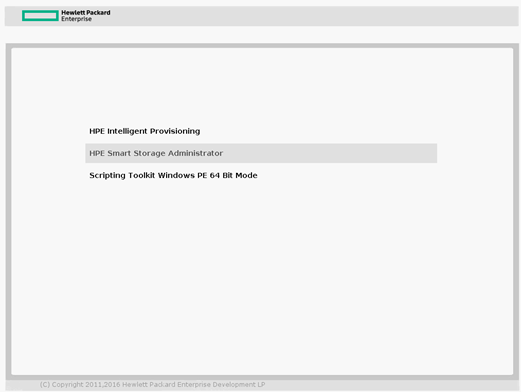 Hewlett Packard
Enterprise
HPE Intelligent Provisioning
HPE Smart Storage Administrator
Scripting Toolkit Windows PE 64 Bit Mode
(C) Copyright 2011,2016 Hewlett Packard Enterprise Development LP